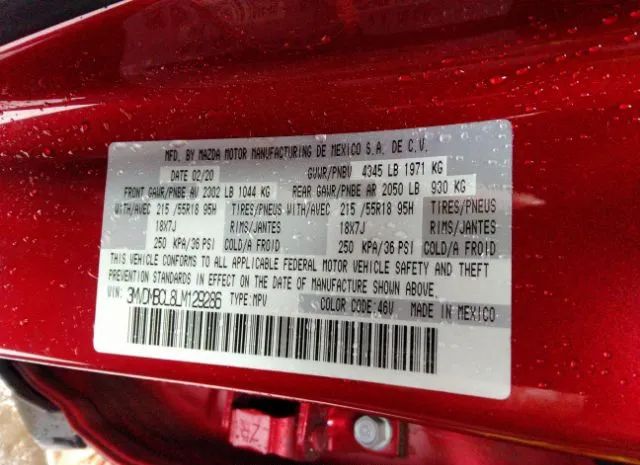 MFD. BY MAZDA MOTOR MANUFACTURING DE MEXICO S.A. DE C.V.
DATE 02/20 GVWR/PNBV 4345 LB 1971 KG
FRONT GAWR/PNBE AV 2302 LB 1044 KG REAR GAWR/PNBE AR 2050 LB 930 KG
WITH/AVEC 215 /55R18 95H TIRES/PNEUS WITH/AVEC 215 /55R18 95H TIRES/PNEUS
18X7J RIMS/JANTES 18X7J RIMS/JANTES
250 KPA/36 PSI COLD/A FROID 250 KPA/36 PSI COLD/A FROID
THIS VEHICLE CONFORMS TO ALL APPLICABLE FEDERAL MOTOR VEHICLE SAFETY AND THEFT
PREVENTION STANDARDS IN EFFECT ON THE DATE OF MANUFACTURE SHOWN ABOVE.
VIN: 3MVDMBCL8LM129286 TYPE: MPV COLOR CODE: 46V MADE IN MEXICO